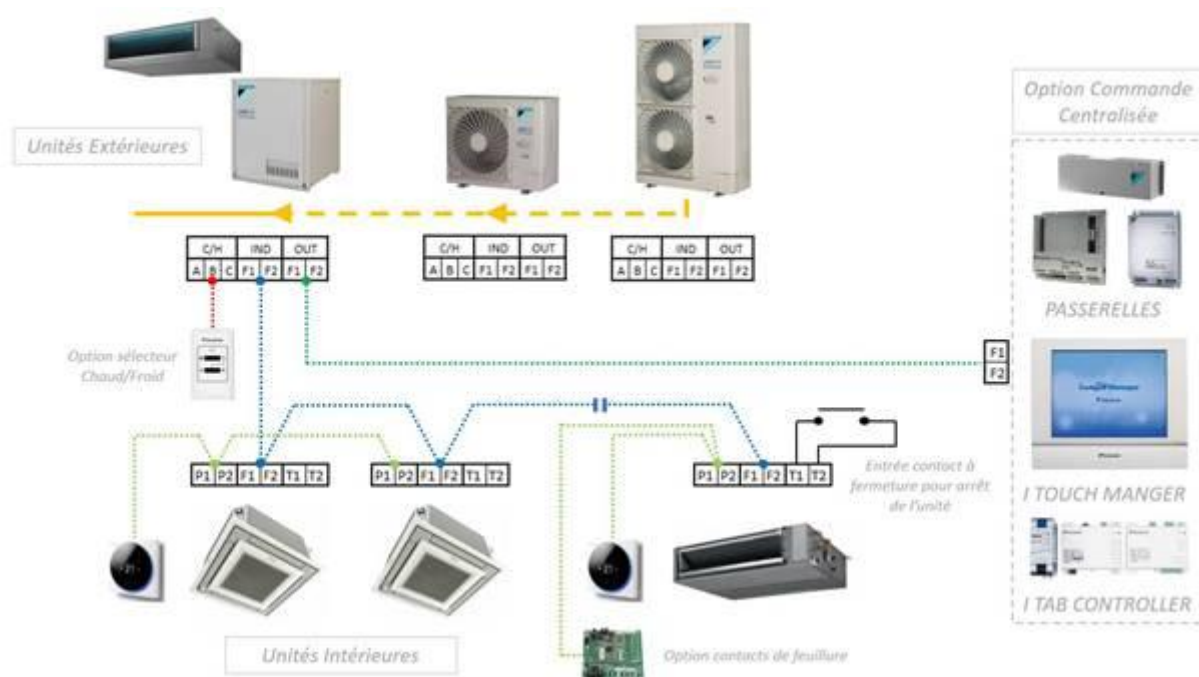 Unités Extérieures
Option Commande
Centralisée
C/H IND OUT
A B C F1 F2 F1 F2
C/H IND OUT
A B C F1 F2 F1 F2
C/H IND OUT
A B C F1 F2 F1 F2
PASSERELLES
Option sélecteur
Chaud/Froid
F1
F2
P1 P2 F1 F2 T1 T2
P1 P2 F1 F2 T1 T2
P1 P2 F1 F2 T1 T2
Entrée contact à
fermeture pour arrêt
de l'unité
I TOUCH MANGER
I TAB CONTROLLER
Unités Intérieures
Option contacts de feuillure